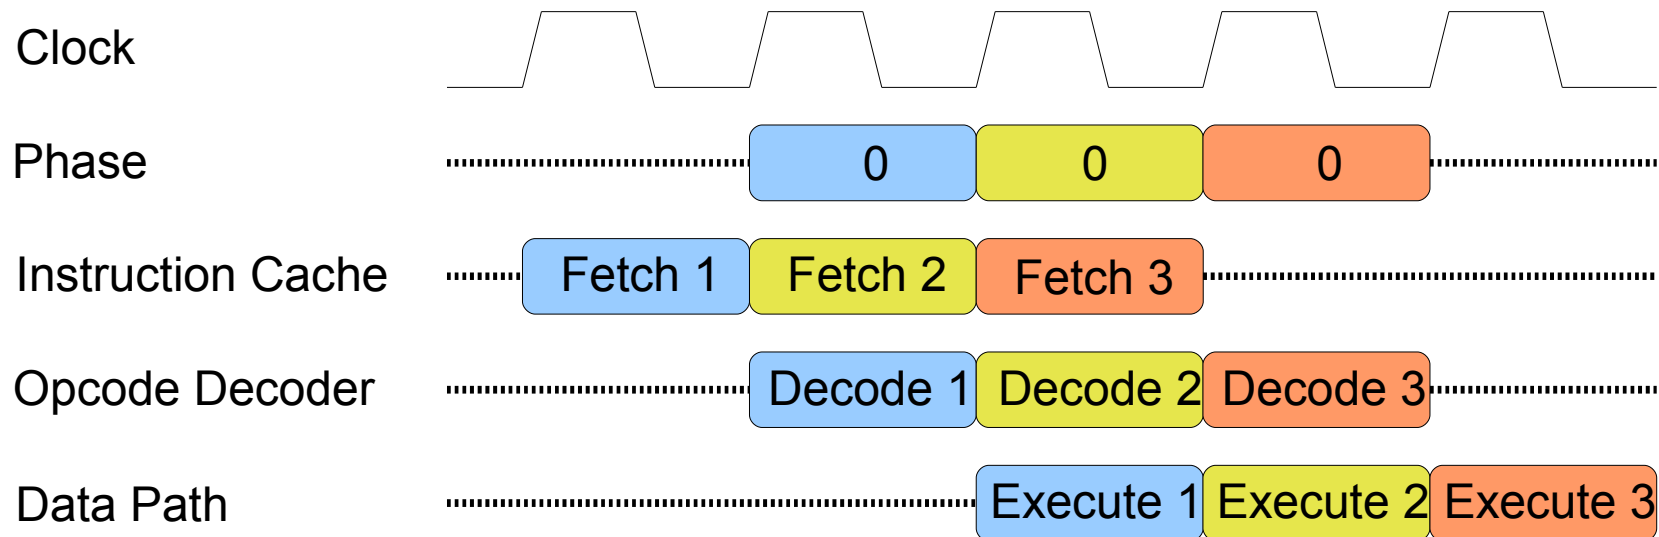 Clock
Phase 0 0 0
Instruction Cache Fetch 1 Fetch 2 Fetch 3
Opcode Decoder Decode 1 Decode 2 Decode 3
Data Path Execute 1 Execute 2 Execute 3